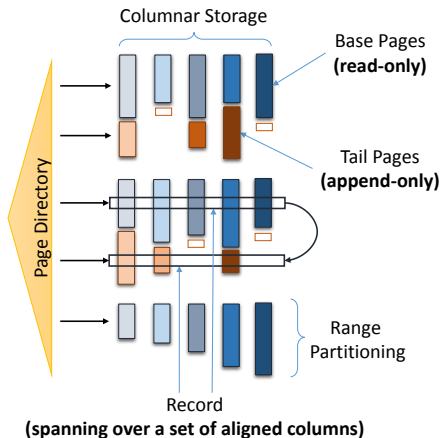 Columnar Storage
Base Pages
(read-only)
Tail Pages
(append-only)
Page Directory
Range
Partitioning
Record
(spanning over a set of aligned columns)